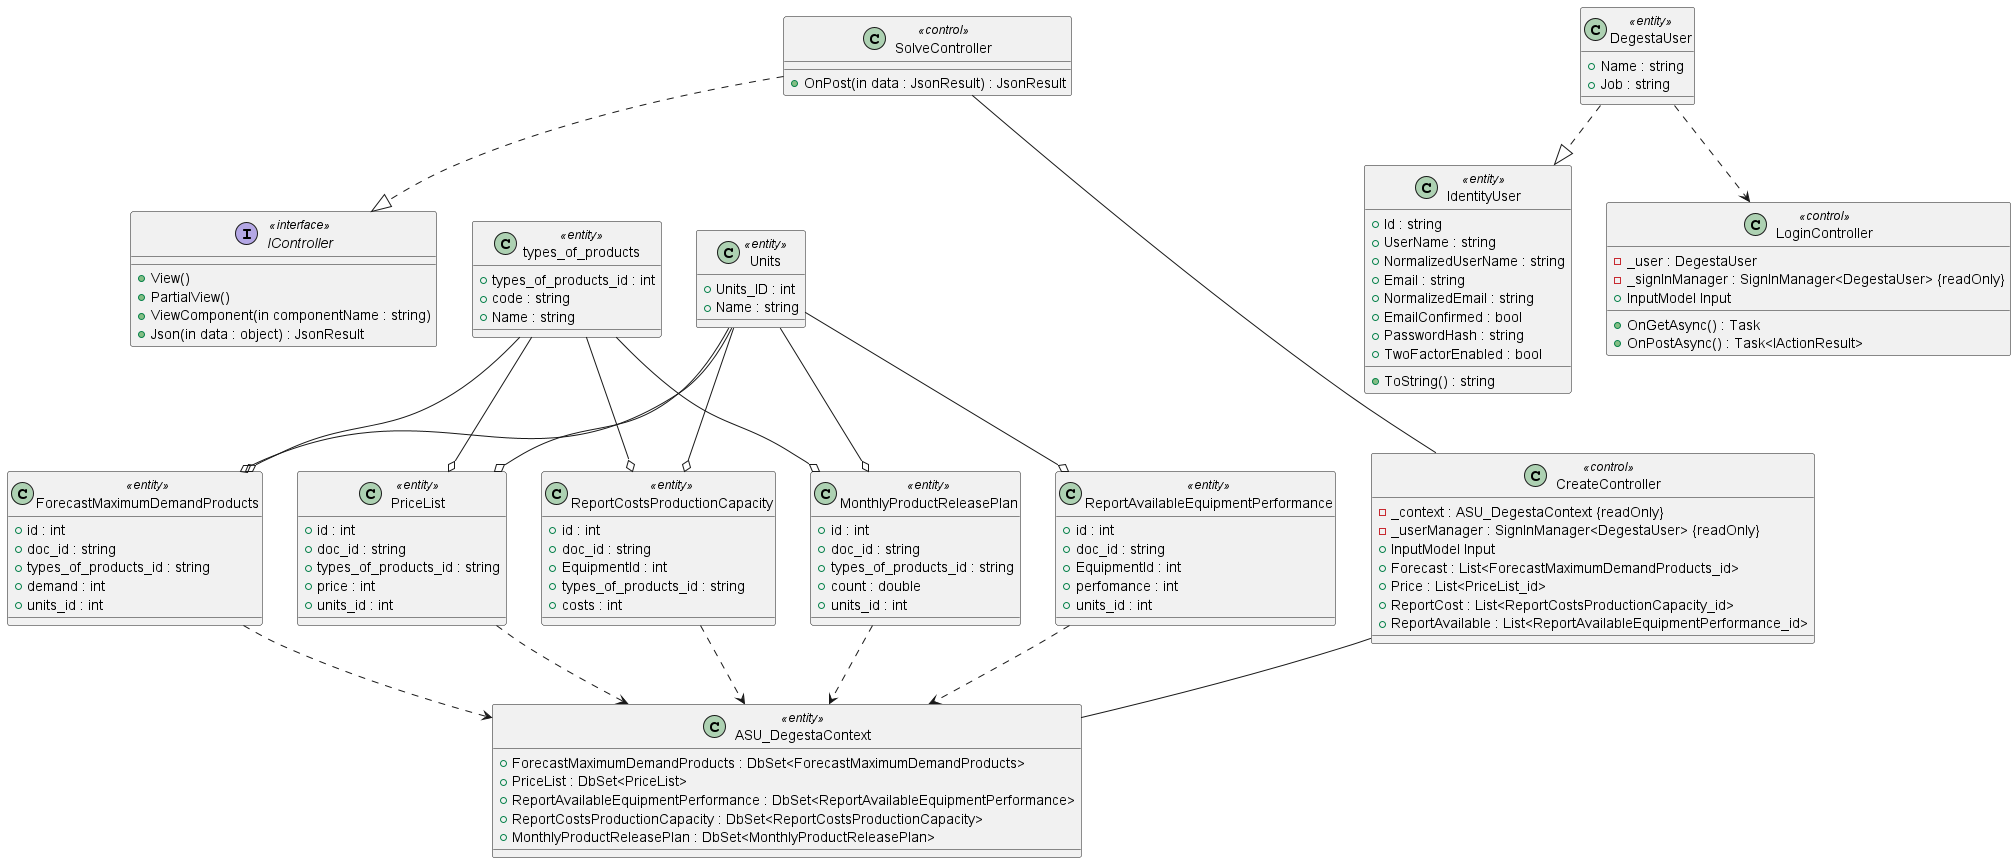 «control»
C
SolveController
OnPost(in data : JsonResult) : JsonResult
«entity»
C
DegestaUser
Name : string
Job : string
«interface»
I
IController
View()
PartialView()
ViewComponent(in componentName : string)
Json(in data : object) : JsonResult
«entity»
C
types_of_products
types_of_products_id : int
code : string
Name : string
«entity»
C
Units
Units_ID : int
Name : string
«entity»
C
IdentityUser
Id : string
UserName : string
NormalizedUserName : string
Email : string
NormalizedEmail : string
EmailConfirmed : bool
PasswordHash : string
TwoFactorEnabled : bool
ToString() : string
«control»
C
LoginController
_user : DegestaUser
_signInManager : SignInManager<DegestaUser> {readOnly}
InputModel Input
OnGetAsync() : Task
OnPostAsync() : Task<IActionResult>
«entity»
C
ForecastMaximumDemandProducts
id : int
doc_id : string
types_of_products_id : string
demand : int
units_id : int
«entity»
C
PriceList
id : int
doc_id : string
types_of_products_id : string
price : int
units_id : int
«entity»
C
ReportCostsProductionCapacity
id : int
doc_id : string
EquipmentId : int
types_of_products_id : string
costs : int
«entity»
C
MonthlyProductReleasePlan
id : int
doc_id : string
types_of_products_id : string
count : double
units_id : int
«entity»
C
ReportAvailableEquipmentPerformance
id : int
doc_id : string
EquipmentId : int
perfomance : int
units_id : int
«control»
C
CreateController
_context : ASU_DegestaContext {readOnly}
_userManager : SignInManager<DegestaUser> {readOnly}
InputModel Input
Forecast : List<ForecastMaximumDemandProducts_id>
Price : List<PriceList_id>
ReportCost : List<ReportCostsProductionCapacity_id>
ReportAvailable : List<ReportAvailableEquipmentPerformance_id>
«entity»
C
ASU_DegestaContext
ForecastMaximumDemandProducts : DbSet<ForecastMaximumDemandProducts>
PriceList : DbSet<PriceList>
ReportAvailableEquipmentPerformance : DbSet<ReportAvailableEquipmentPerformance>
ReportCostsProductionCapacity : DbSet<ReportCostsProductionCapacity>
MonthlyProductReleasePlan : DbSet<MonthlyProductReleasePlan>